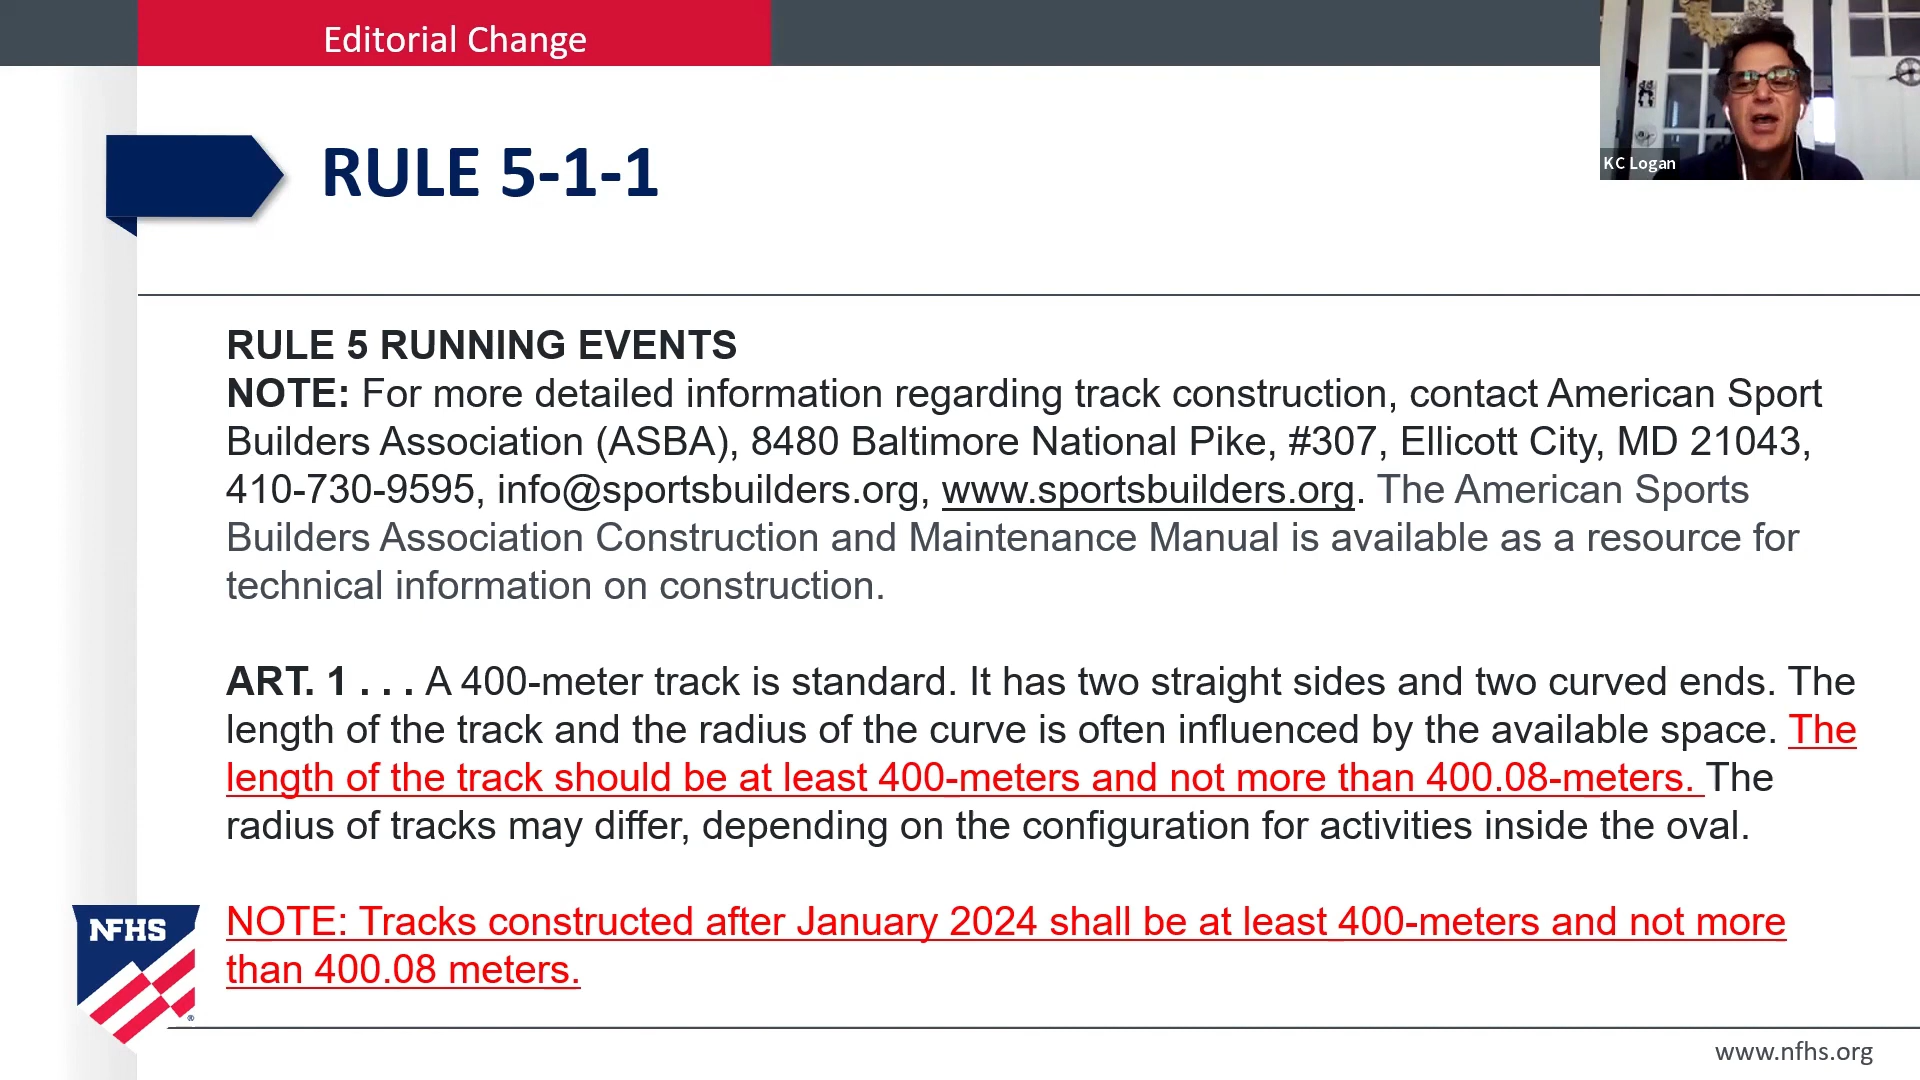 Editorial Change
KC Logan
RULE 5-1-1
RULE 5 RUNNING EVENTS
NOTE: For more detailed information regarding track construction, contact American Sport
Builders Association (ASBA), 8480 Baltimore National Pike, #307, Ellicott City, MD 21043,
410-730-9595, info@sportsbuilders.org, www.sportsbuilders.org. The American Sports
Builders Association Construction and Maintenance Manual is available as a resource for
technical information on construction.
ART. 1 . . . A 400-meter track is standard. It has two straight sides and two curved ends. The
length of the track and the radius of the curve is often influenced by the available space. The
length of the track should be at least 400-meters and not more than 400.08-meters. The
radius of tracks may differ, depending on the configuration for activities inside the oval.
NOTE: Tracks constructed after January 2024 shall be at least 400-meters and not more
than 400.08 meters.
NFHS
®
www.nfhs.org